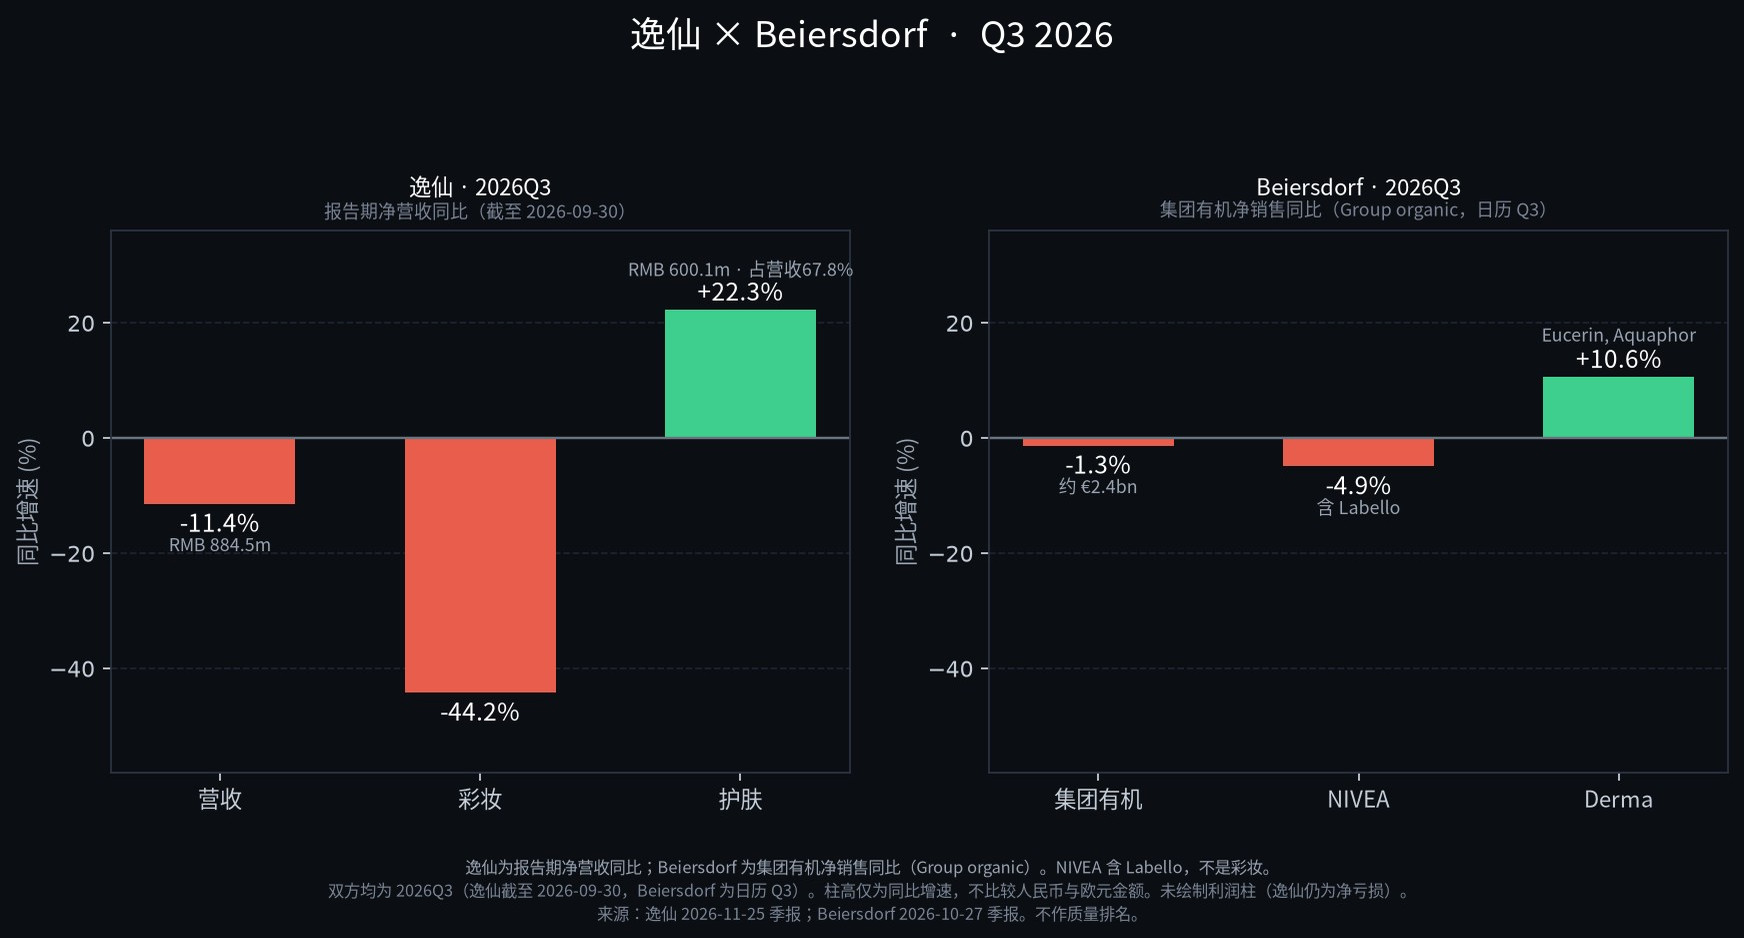 逸仙 × Beiersdorf · Q3 2026
逸仙 · 2026Q3
报告期净营收同比（截至 2026-09-30）
同比增速 (%)
20
0
−20
−40
RMB 600.1m · 占营收67.8%
+22.3%
-11.4%
RMB 884.5m
-44.2%
营收
彩妆
护肤
Beiersdorf · 2026Q3
集团有机净销售同比（Group organic，日历 Q3）
同比增速 (%)
20
0
−20
−40
Eucerin, Aquaphor
+10.6%
-1.3%
约 €2.4bn
-4.9%
含 Labello
集团有机
NIVEA
Derma
逸仙为报告期净营收同比；Beiersdorf 为集团有机净销售同比（Group organic）。NIVEA 含 Labello，不是彩妆。
双方均为 2026Q3（逸仙截至 2026-09-30，Beiersdorf 为日历 Q3）。柱高仅为同比增速，不比较人民币与欧元金额。未绘制利润柱（逸仙仍为净亏损）。
来源：逸仙 2026-11-25 季报；Beiersdorf 2026-10-27 季报。不作质量排名。